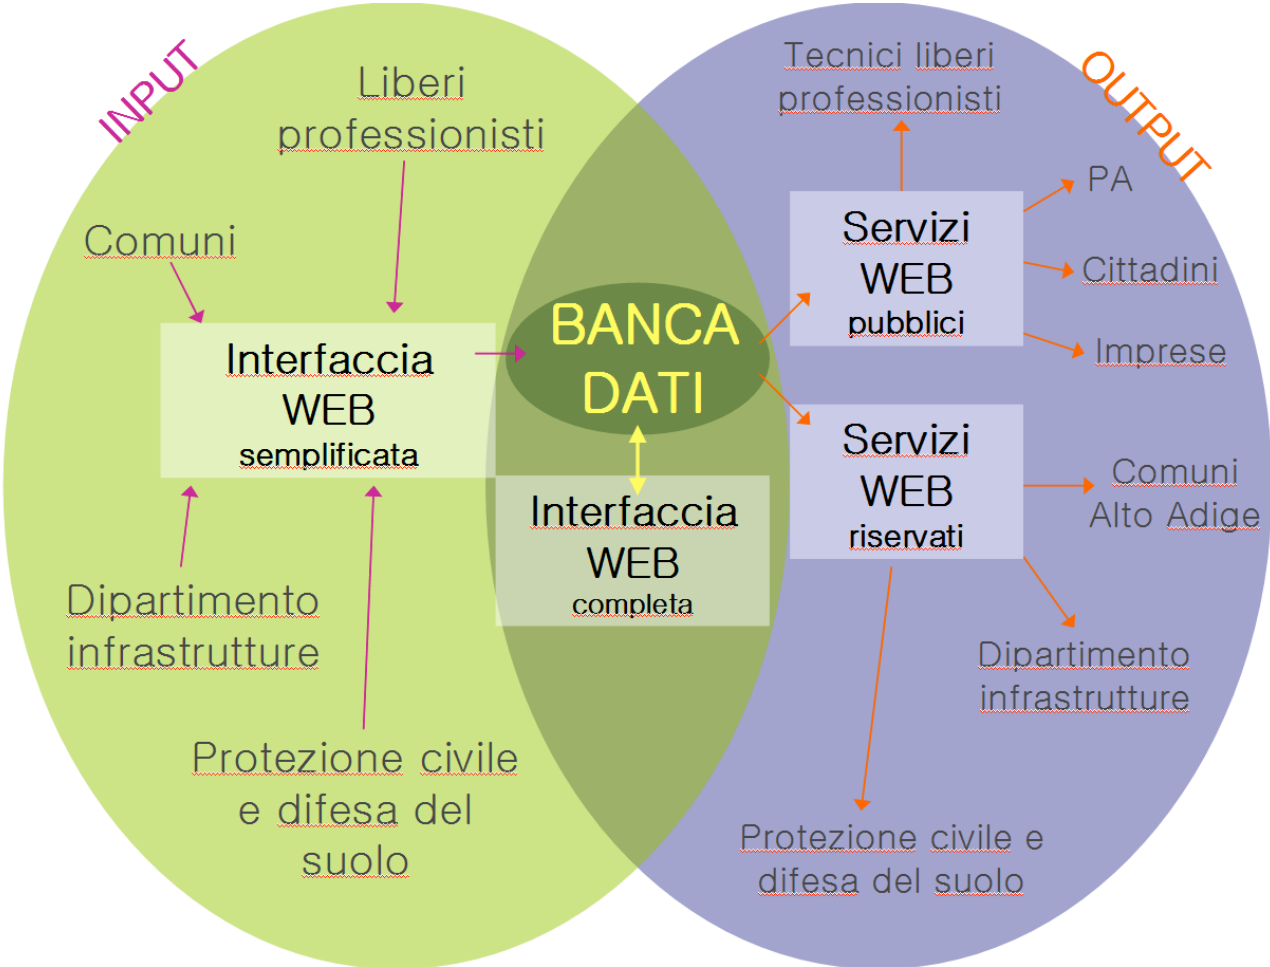 INPUT
Liberi
professionisti
Comuni
Interfaccia
WEB
semplificata
Dipartimento
infrastrutture
Protezione civile
e difesa del
suolo
BANCA
DATI
Interfaccia
WEB
completa
OUTPUT
Tecnici liberi
professionisti
Servizi
WEB
pubblici
PA
Cittadini
Imprese
Servizi
WEB
riservati
Comuni
Alto Adige
Dipartimento
infrastrutture
Protezione civile e
difesa del suolo